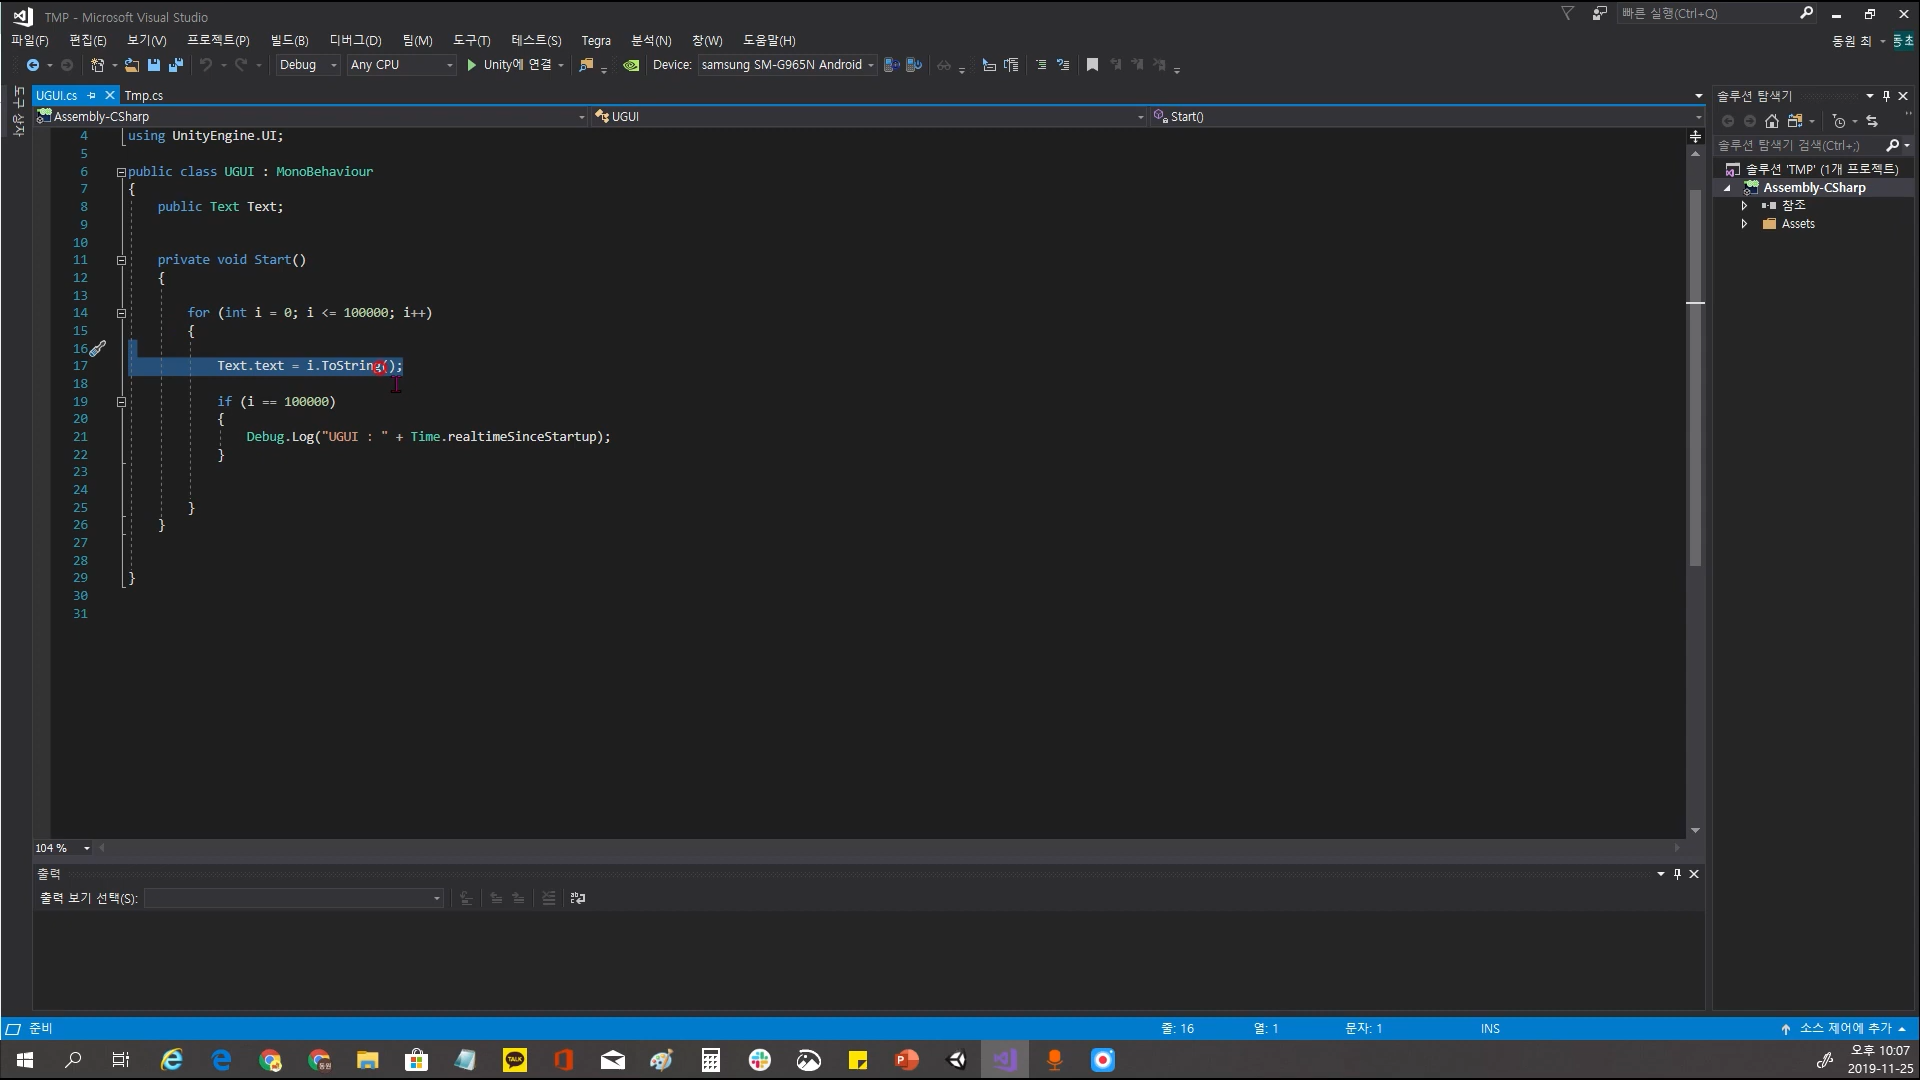 TMP - Microsoft Visual Studio
빠른 실행(Ctrl+Q)
파일(F) 편집(E) 보기(V) 프로젝트(P) 빌드(B) 디버그(D) 팀(M) 도구(T) 테스트(S) Tegra 분석(N) 창(W) 도움말(H)
동원 최
동최
Debug Any CPU Unity에 연결 Device: samsung SM-G965N Android
도구 상자
UGUI.cs Tmp.cs
Assembly-CSharp UGUI Start()
4 using UnityEngine.UI;
5
6 public class UGUI : MonoBehaviour
7 {
8 public Text Text;
9
10
11 private void Start()
12 {
13
14 for (int i = 0; i <= 100000; i++)
15 {
16
17 Text.text = i.ToString();
18
19 if (i == 100000)
20 {
21 Debug.Log("UGUI : " + Time.realtimeSinceStartup);
22 }
23
24
25 }
26 }
27
28
29 }
30
31
104 %
솔루션 탐색기
솔루션 탐색기 검색(Ctrl+;)
솔루션 'TMP' (1개 프로젝트)
Assembly-CSharp
참조
Assets
출력
출력 보기 선택(S):
준비 줄: 16 열: 1 문자: 1 INS 소스 제어에 추가
TALK
동원
오후 10:07
2019-11-25